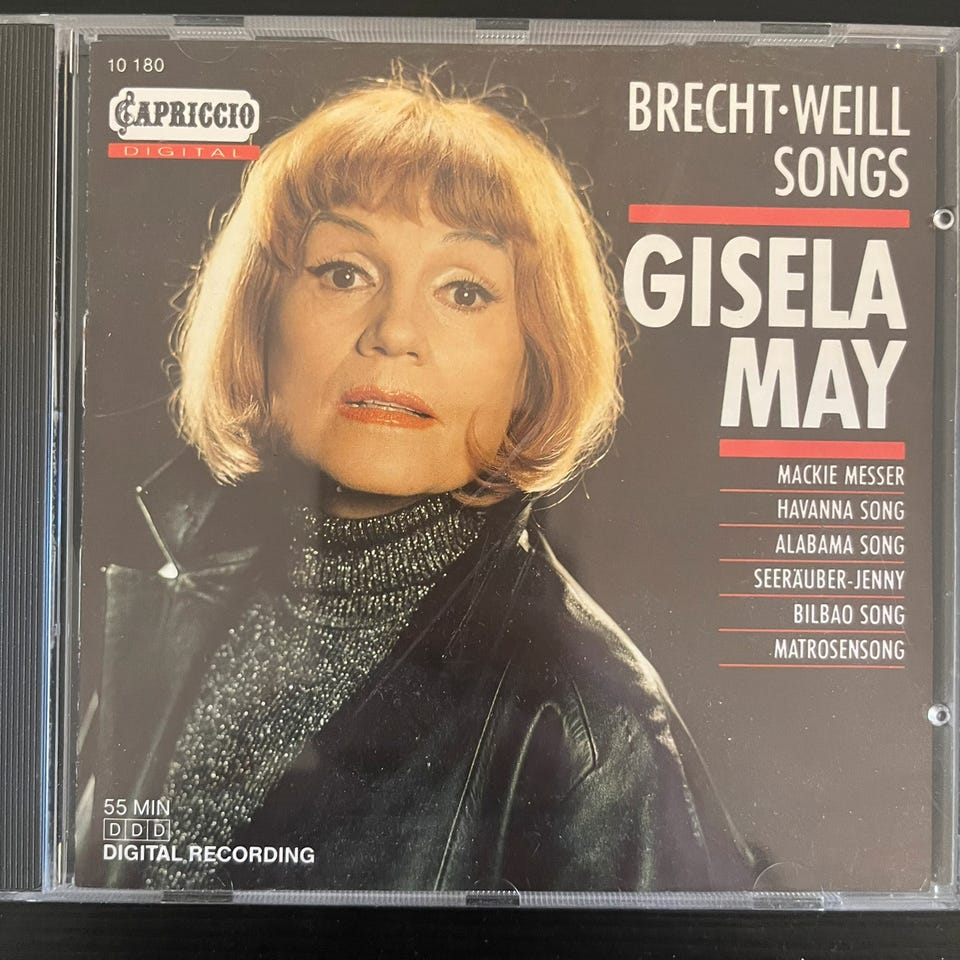 10 180
CAPRICCIO
DIGITAL
BRECHT·WEILL
SONGS
GISELA
MAY
MACKIE MESSER
HAVANNA SONG
ALABAMA SONG
SEERÄUBER-JENNY
BILBAO SONG
MATROSENSONG
55 MIN
DDD
DIGITAL RECORDING